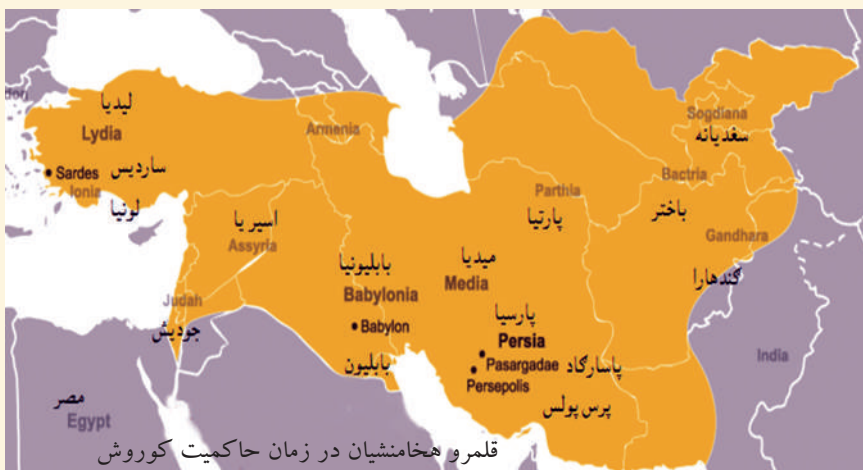 don
لیدیا
Lydia
Sardes
ساردیس
Ionia
لونیا
Armenia
اسیریا
Assyria
Judah
جودیش
مصر
Egypt
بابلیونیا
Babylonia
Babylon
بابلیون
میدیا
Media
پارسیا
Persia
Pasargadae
پاسارگاد
Persepolis
پرس پولس
Parthia
پارتیا
Sogdiana
سغدیانه
Bactria
باختر
Gandhara
گندهارا
India
قلمرو هخامنشیان در زمان حاکمیت کوروش